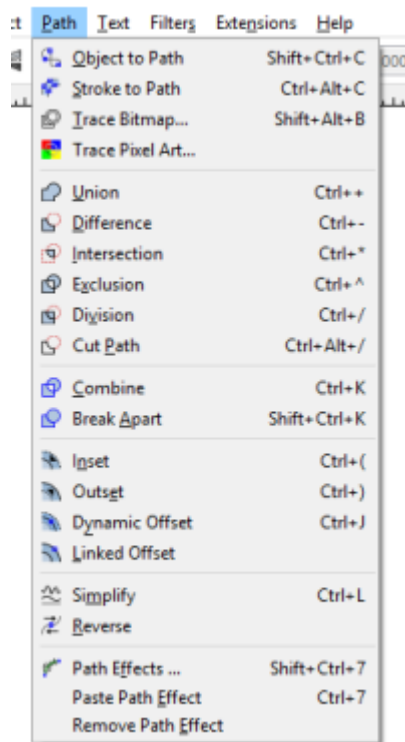 ct Path Text Filters Extensions Help
Object to Path Shift+Ctrl+C
000
Stroke to Path Ctrl+Alt+C
Trace Bitmap... Shift+Alt+B
Trace Pixel Art...
Union Ctrl++
Difference Ctrl+-
Intersection Ctrl+*
Exclusion Ctrl+^
Division Ctrl+/
Cut Path Ctrl+Alt+/
Combine Ctrl+K
Break Apart Shift+Ctrl+K
Inset Ctrl+(
Outset Ctrl+)
Dynamic Offset Ctrl+J
Linked Offset
Simplify Ctrl+L
Reverse
Path Effects ... Shift+Ctrl+7
Paste Path Effect Ctrl+7
Remove Path Effect